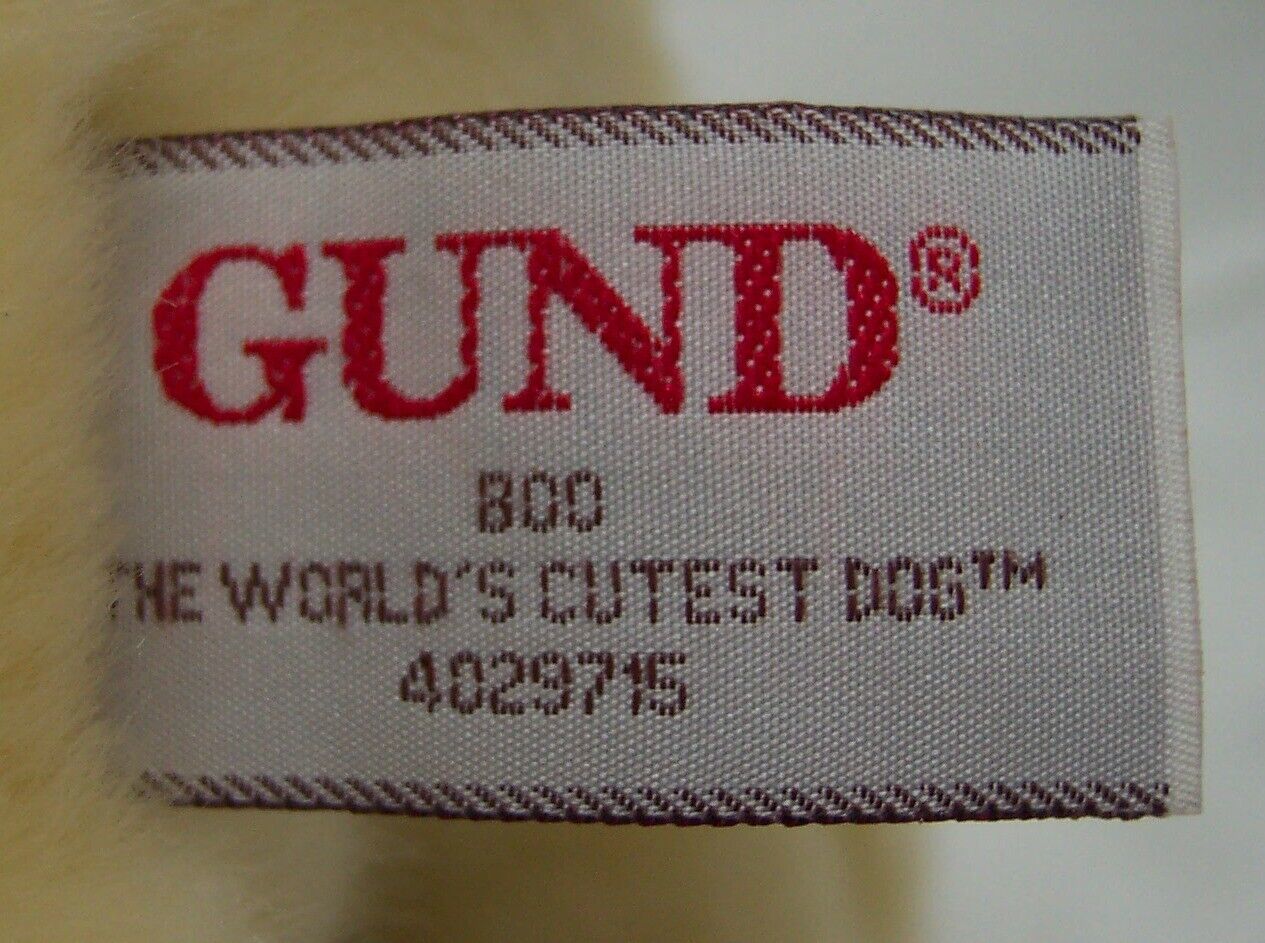 GUND®
BOO
THE WORLD'S CUTEST DOG™
4029715